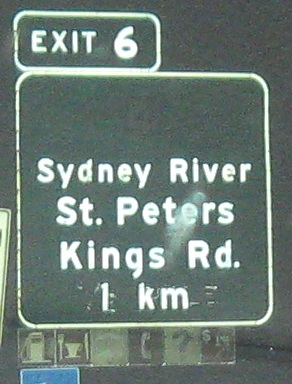 EXIT 6
Sydney River
St. Peters
Kings Rd.
1 km